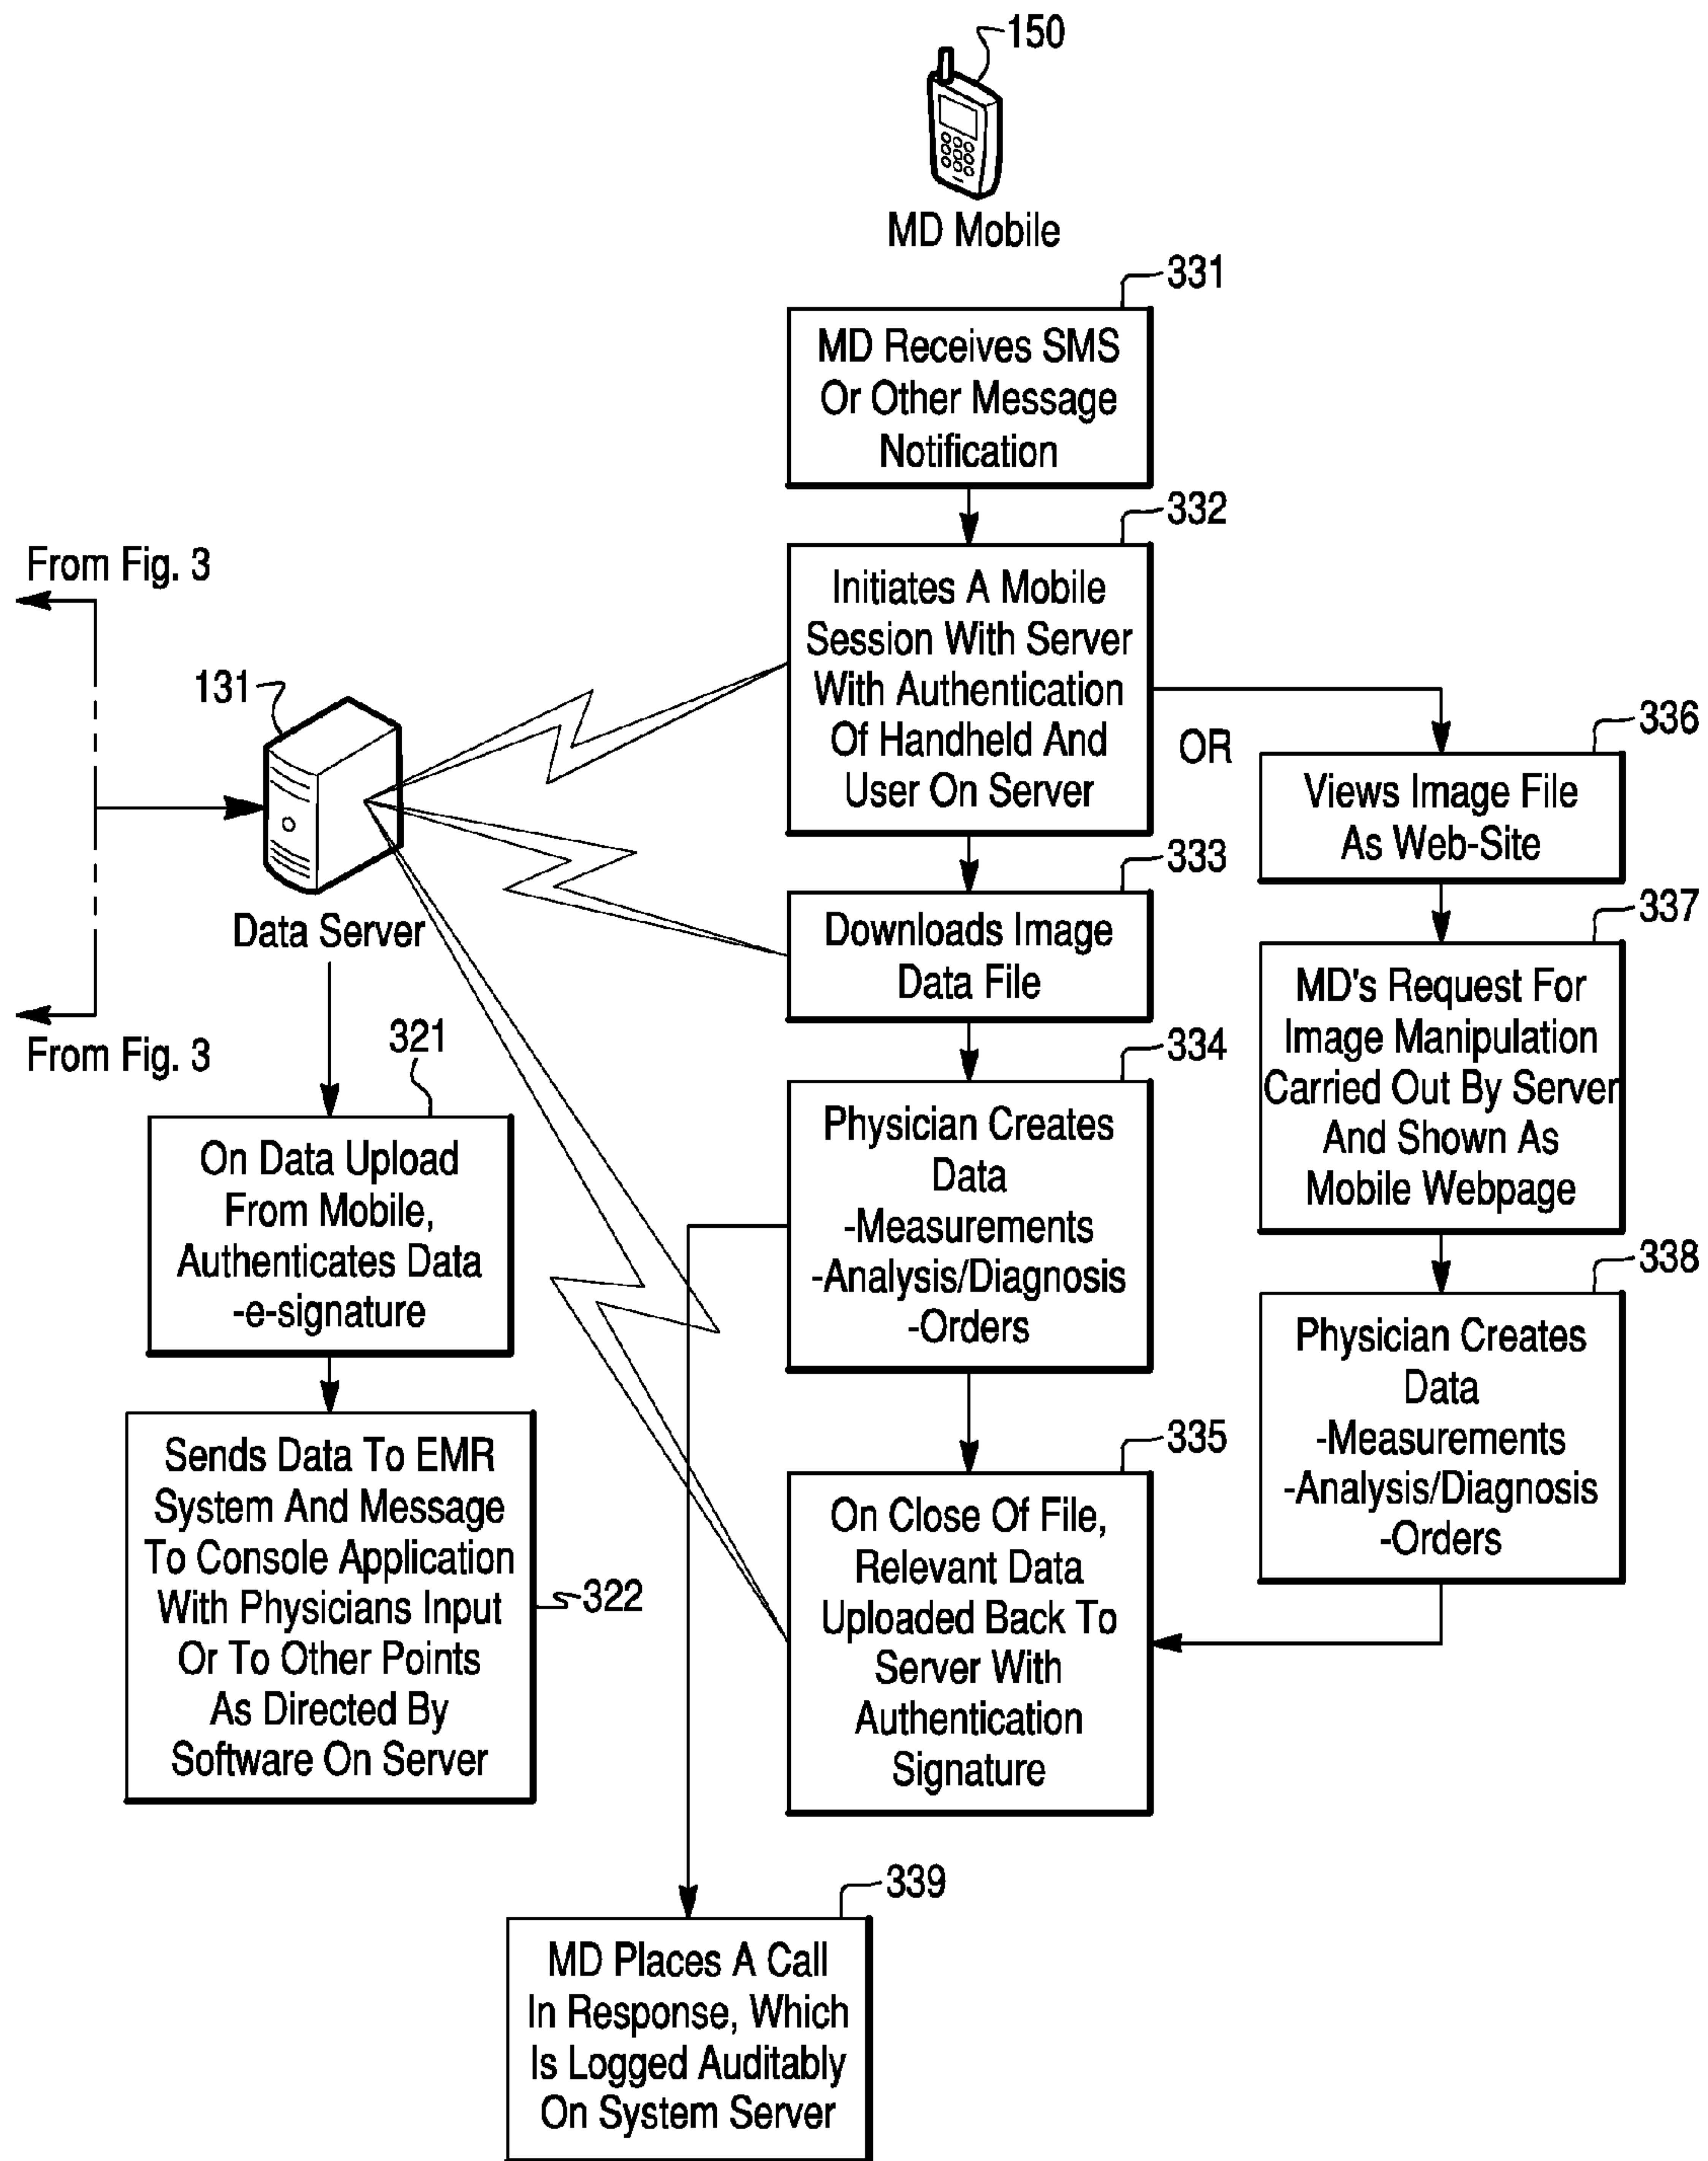 150
MD Mobile
331
MD Receives SMS
Or Other Message
Notification
332
Initiates A Mobile
Session With Server
With Authentication
Of Handheld And
User On Server
OR
From Fig. 3
131
Data Server
From Fig. 3
333
Downloads Image
Data File
336
Views Image File
As Web-Site
337
MD's Request For
Image Manipulation
Carried Out By Server
And Shown As
Mobile Webpage
321
On Data Upload
From Mobile,
Authenticates Data
-e-signature
334
Physician Creates
Data
-Measurements
-Analysis/Diagnosis
-Orders
338
Physician Creates
Data
-Measurements
-Analysis/Diagnosis
-Orders
Sends Data To EMR
System And Message
To Console Application
With Physicians Input
Or To Other Points
As Directed By
Software On Server
322
335
On Close Of File,
Relevant Data
Uploaded Back To
Server With
Authentication
Signature
339
MD Places A Call
In Response, Which
Is Logged Auditably
On System Server